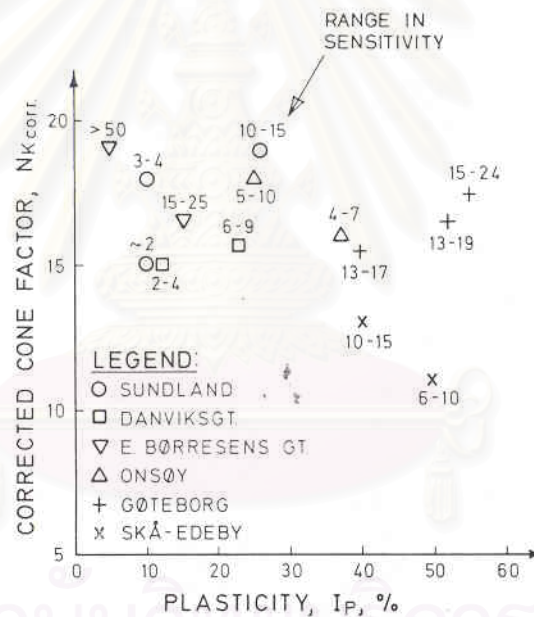 RANGE IN
SENSITIVITY
20
15
10
5
CORRECTED CONE FACTOR, NKcorr.
>50
10-15
3-4
5-10
15-25
15-24
~2
2-4
6-9
4-7
13-17
13-19
10-15
6-10
LEGEND:
SUNDLAND
DANVIKSGT.
E. BØRRESENS GT.
ONSØY
GØTEBORG
SKÅ-EDEBY
0 10 20 30 40 50 60
PLASTICITY, IP, %